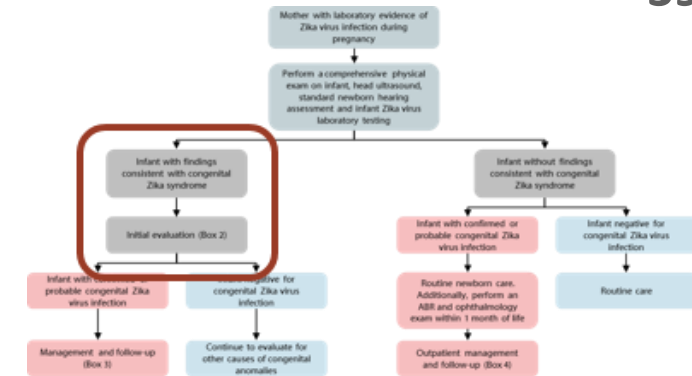 Mother with laboratory evidence of
Zika virus infection during
pregnancy
Perform a comprehensive physical
exam on infant, head ultrasound,
standard newborn hearing
assessment and infant Zika virus
laboratory testing
Infant with findings
consistent with congenital
Zika syndrome
Infant without findings
consistent with congenital
Zika syndrome
Initial evaluation (Box 2)
Infant with confirmed or
probable congenital Zika
virus infection
Infant negative for
congenital Zika virus
infection
Infant with
probable congenital Zika
virus infection
negative for
congenital Zika virus
infection
Routine newborn care.
Additionally, perform an
ABR and ophthalmology
exam within 1 month of life
Routine care
Management and follow-up
(Box 3)
Continue to evaluate for
other causes of congenital
anomalies
Outpatient management
and follow-up (Box 4)